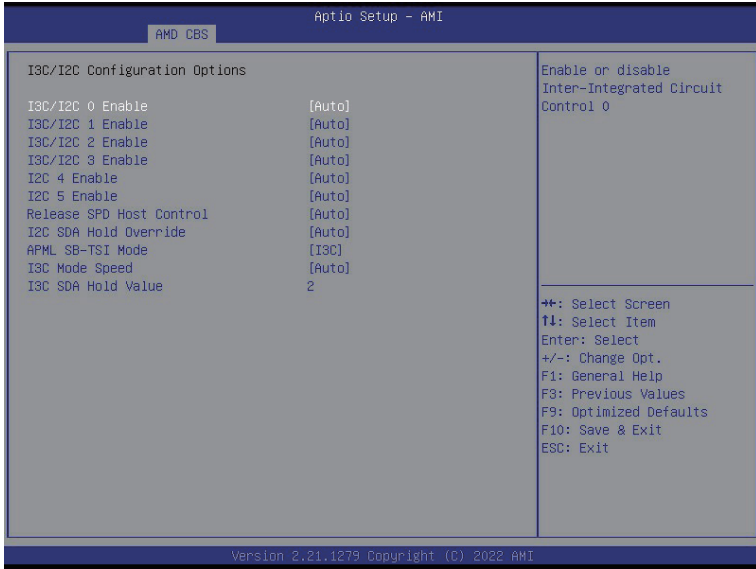 Aptio Setup – AMI
AMD CBS
I3C/I2C Configuration Options
I3C/I2C 0 Enable [Auto]
I3C/I2C 1 Enable [Auto]
I3C/I2C 2 Enable [Auto]
I3C/I2C 3 Enable [Auto]
I2C 4 Enable [Auto]
I2C 5 Enable [Auto]
Release SPD Host Control [Auto]
I2C SDA Hold Override [Auto]
APML SB-TSI Mode [I3C]
I3C Mode Speed [Auto]
I3C SDA Hold Value 2
Enable or disable
Inter-Integrated Circuit
Control 0
→←: Select Screen
↑↓: Select Item
Enter: Select
+/-: Change Opt.
F1: General Help
F3: Previous Values
F9: Optimized Defaults
F10: Save & Exit
ESC: Exit
Version 2.21.1279 Copyright (C) 2022 AMI